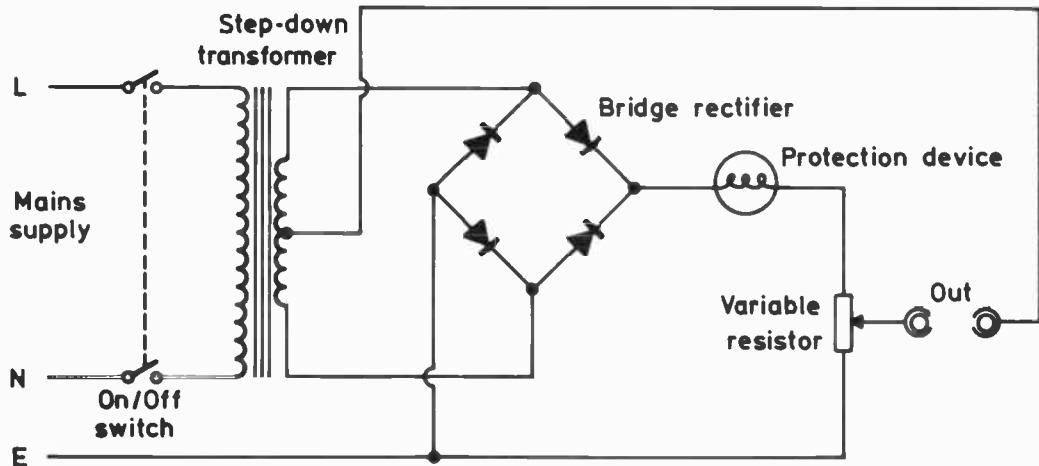 Step-down
transformer
L
Bridge rectifier
Protection device
Mains
supply
Out
Variable
resistor
N
On/Off
switch
E